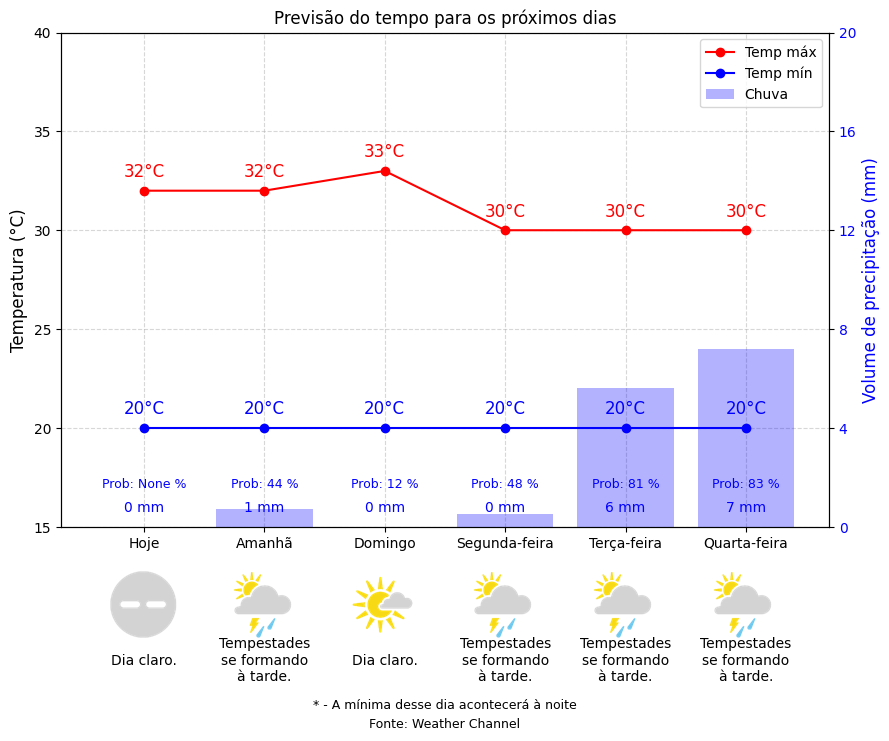 Previsão do tempo para os próximos dias
40
35
30
25
20
15
Temperatura (°C)
20
16
12
8
4
0
Volume de precipitação (mm)
Temp máx
Temp mín
Chuva
32°C
32°C
33°C
30°C
30°C
30°C
20°C
20°C
20°C
20°C
20°C
20°C
Prob: None %
Prob: 44 %
Prob: 12 %
Prob: 48 %
Prob: 81 %
Prob: 83 %
0 mm
1 mm
0 mm
0 mm
6 mm
7 mm
Hoje
Amanhã
Domingo
Segunda-feira
Terça-feira
Quarta-feira
Dia claro.
Tempestades
se formando
à tarde.
Dia claro.
Tempestades
se formando
à tarde.
Tempestades
se formando
à tarde.
Tempestades
se formando
à tarde.
* - A mínima desse dia acontecerá à noite
Fonte: Weather Channel